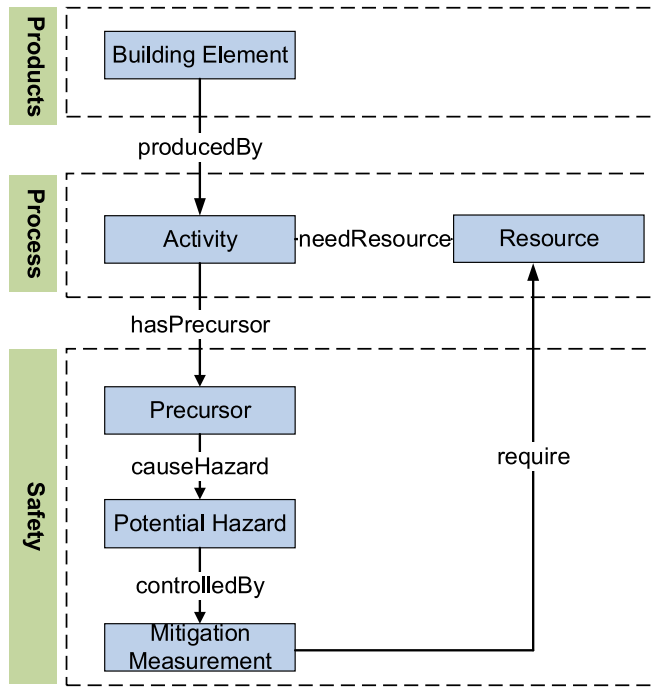 Products
Building Element
producedBy
Process
Activity
needResource
Resource
hasPrecursor
Safety
Precursor
causeHazard
require
Potential Hazard
controlledBy
Mitigation
Measurement